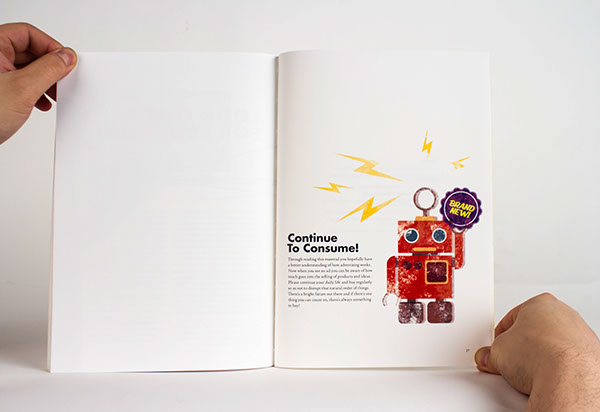 Continue
To Consume!
Through reading this material you hopefully have
a better understanding of how advertising works.
Now when you see an ad you can be aware of how
much goes into the selling of products and ideas.
Please continue your daily life and buy regularly
so as not to disrupt that natural order of things.
There's a bright future out there and if there's one
thing you can count on, there's always something
to buy!
BRAND
NEW!